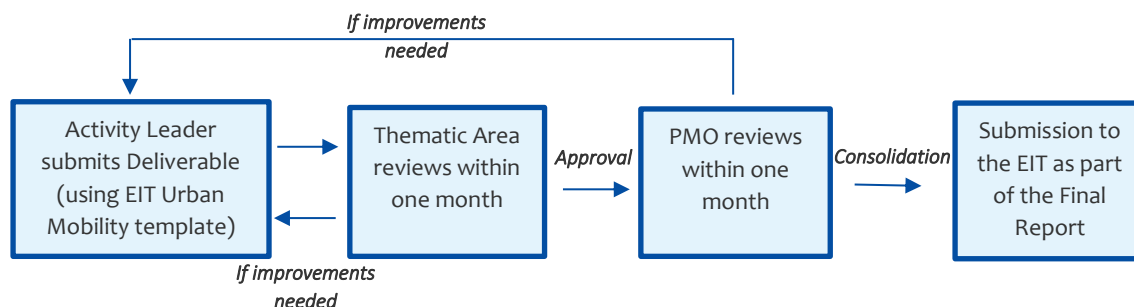 If improvements
needed
Activity Leader
submits Deliverable
(using EIT Urban
Mobility template)
Thematic Area
reviews within
one month
Approval
PMO reviews
within one
month
Consolidation
Submission to
the EIT as part
of the Final
Report
If improvements
needed